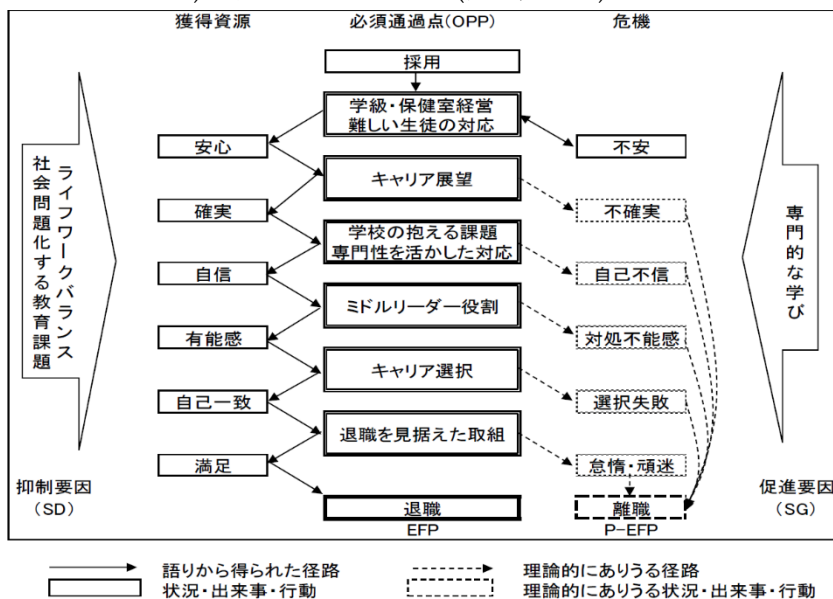 獲得資源
必須通過点(OPP)
危機
採用
学級・保健室経営
難しい生徒の対応
安心
不安
キャリア展望
確実
不確実
学校の抱える課題
専門性を活かした対応
自信
自己不信
ミドルリーダー役割
有能感
対処不能感
キャリア選択
自己一致
選択失敗
退職を見据えた取組
満足
怠惰・頑迷
退職
EFP
離職
P-EFP
ライフワークバランス
社会問題化する教育課題
抑制要因
(SD)
専門的な学び
促進要因
(SG)
語りから得られた径路
状況・出来事・行動
理論的にありうる径路
理論的にありうる状況・出来事・行動